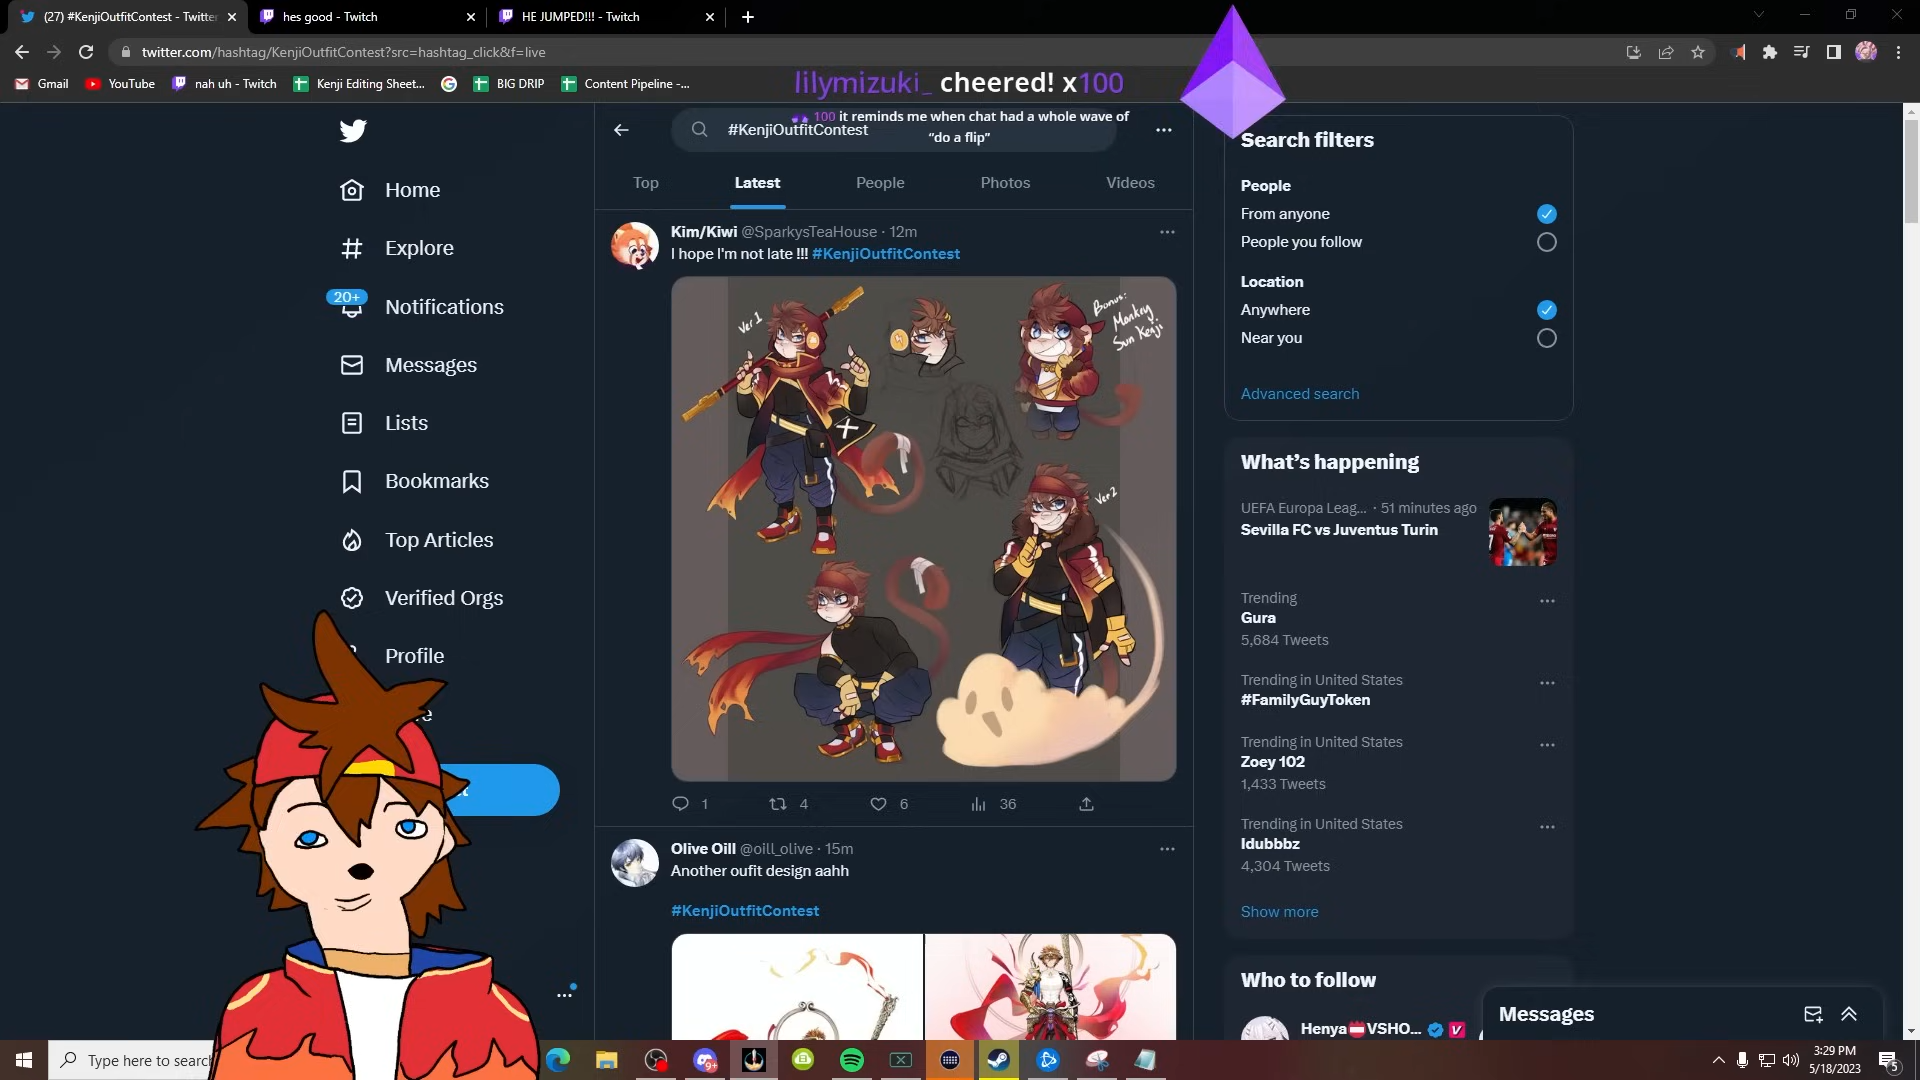 (27) #KenjiOutfitContest - Twitter
hes good - Twitch
HE JUMPED!!! - Twitch
twitter.com/hashtag/KenjiOutfitContest?src=hashtag_click&f=live
Gmail
YouTube
nah uh - Twitch
Kenji Editing Sheet...
BIG DRIP
Content Pipeline -...
lilymizuki_ cheered! x100
100 it reminds me when chat had a whole wave of
“do a flip”
#KenjiOutfitContest
Top
Latest
People
Photos
Videos
Home
Explore
20+
Notifications
Messages
Lists
Bookmarks
Top Articles
Verified Orgs
Profile
Kim/Kiwi @SparkysTeaHouse · 12m
I hope I'm not late !!! #KenjiOutfitContest
Ver 1
Bonus:
Monkey
Sun Kenji
Ver 2
1
4
6
36
Olive Oill @oill_olive · 15m
Another oufit design aahh
#KenjiOutfitContest
Search filters
People
From anyone
People you follow
Location
Anywhere
Near you
Advanced search
What’s happening
UEFA Europa Leag... · 51 minutes ago
Sevilla FC vs Juventus Turin
Trending
Gura
5,684 Tweets
Trending in United States
#FamilyGuyToken
Trending in United States
Zoey 102
1,433 Tweets
Trending in United States
Idubbbz
4,304 Tweets
Show more
Who to follow
Henya VSHO...
Messages
Type here to search
9+
3:29 PM
5/18/2023
5